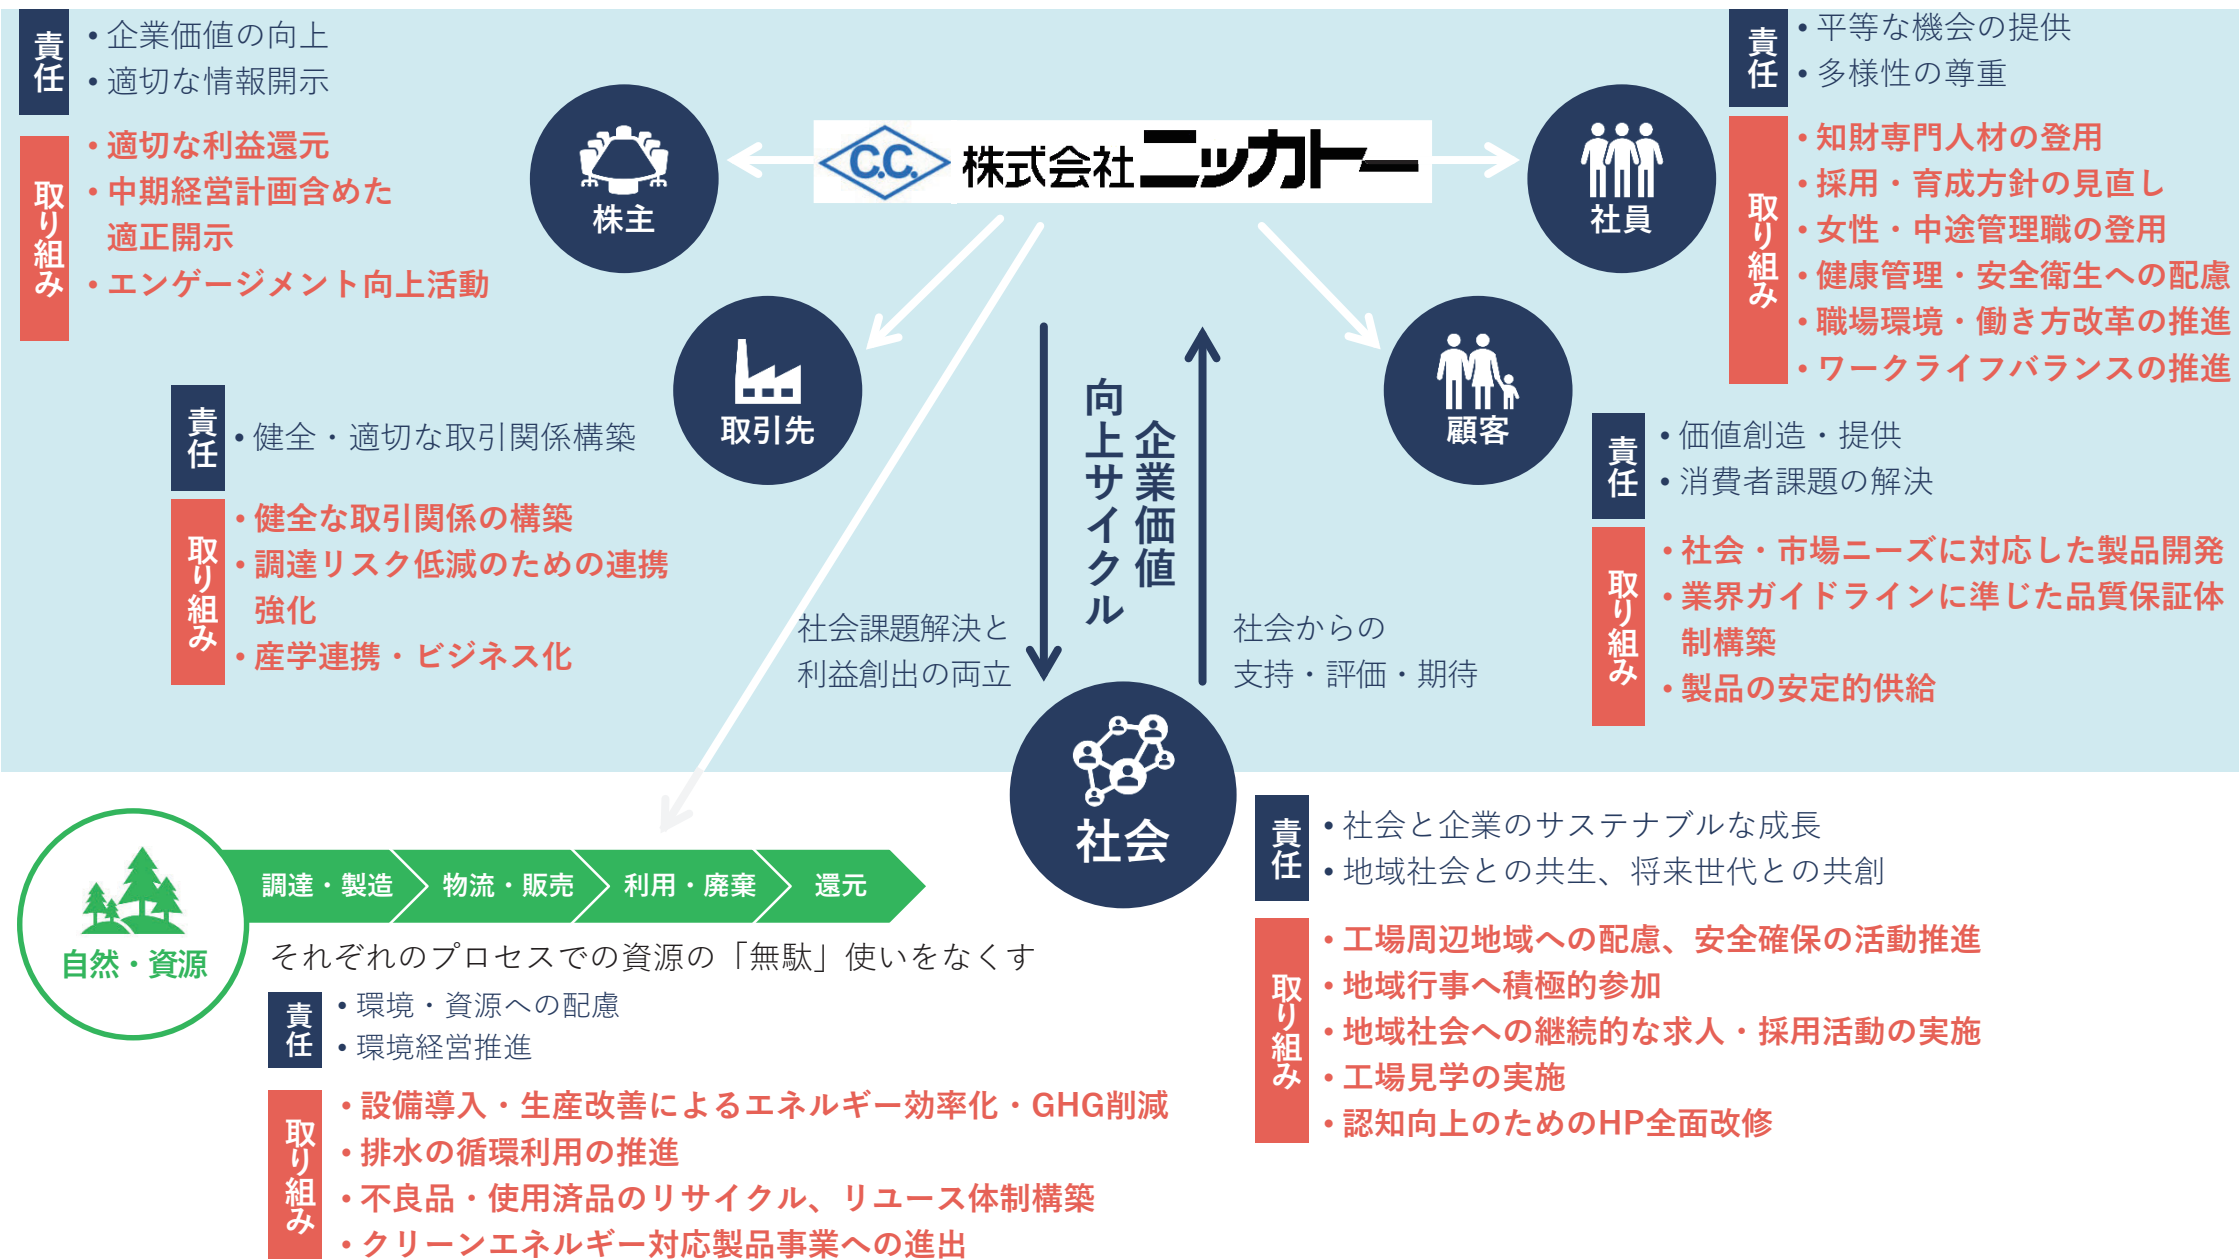 責任
• 企業価値の向上
• 適切な情報開示
取り組み
• 適切な利益還元
• 中期経営計画含めた
適正開示
• エンゲージメント向上活動
株主
C.C. 株式会社ニッカトー
社員
責任
• 平等な機会の提供
• 多様性の尊重
取り組み
• 知財専門人材の登用
• 採用・育成方針の見直し
• 女性・中途管理職の登用
• 健康管理・安全衛生への配慮
• 職場環境・働き方改革の推進
• ワークライフバランスの推進
責任
• 健全・適切な取引関係構築
取り組み
• 健全な取引関係の構築
• 調達リスク低減のための連携
強化
• 産学連携・ビジネス化
取引先
企業価値
向上サイクル
社会課題解決と
利益創出の両立
社会からの
支持・評価・期待
顧客
責任
• 価値創造・提供
• 消費者課題の解決
取り組み
• 社会・市場ニーズに対応した製品開発
• 業界ガイドラインに準じた品質保証体
制構築
• 製品の安定的供給
社会
責任
• 社会と企業のサステナブルな成長
• 地域社会との共生、将来世代との共創
取り組み
• 工場周辺地域への配慮、安全確保の活動推進
• 地域行事へ積極的参加
• 地域社会への継続的な求人・採用活動の実施
• 工場見学の実施
• 認知向上のためのHP全面改修
自然・資源
調達・製造
物流・販売
利用・廃棄
還元
それぞれのプロセスでの資源の「無駄」使いをなくす
責任
• 環境・資源への配慮
• 環境経営推進
取り組み
• 設備導入・生産改善によるエネルギー効率化・GHG削減
• 排水の循環利用の推進
• 不良品・使用済品のリサイクル、リユース体制構築
• クリーンエネルギー対応製品事業への進出